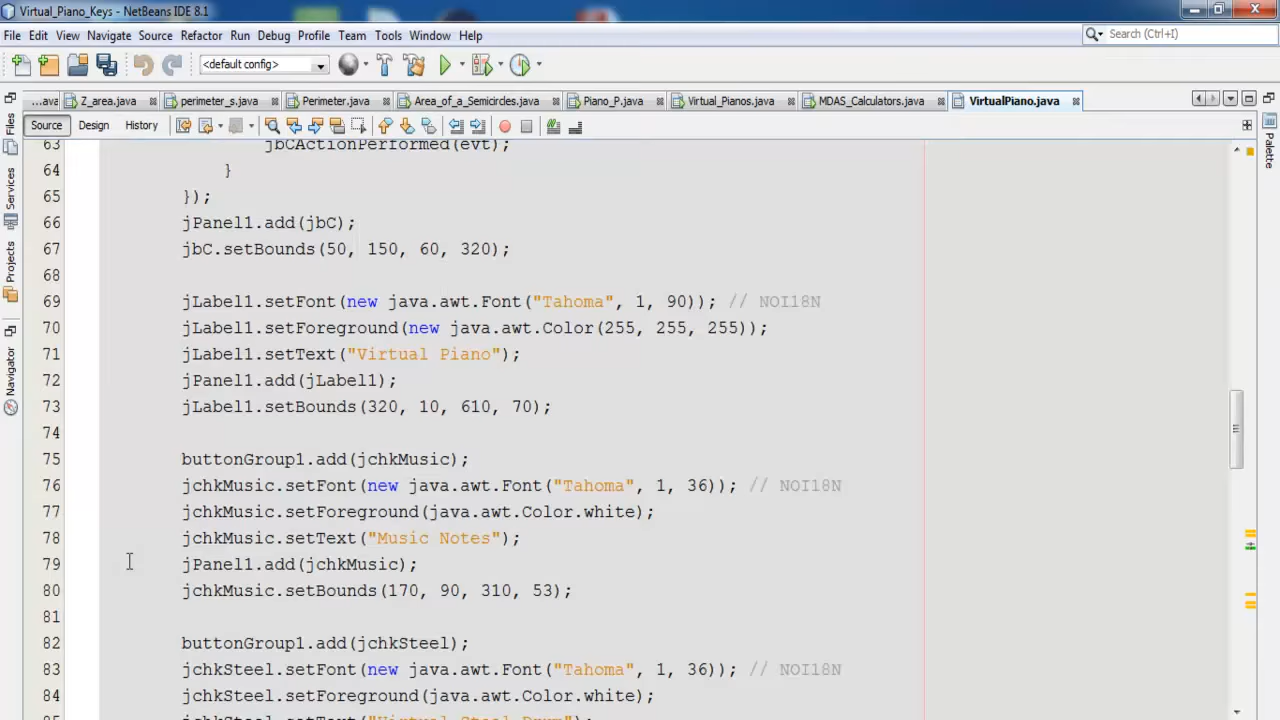 Virtual_Piano_Keys - NetBeans IDE 8.1
File Edit View Navigate Source Refactor Run Debug Profile Team Tools Window Help
Search (Ctrl+I)
<default config>
...ava Z_area.java perimeter_s.java Perimeter.java Area_of_a_Semicircles.java Piano_P.java Virtual_Pianos.java MDAS_Calculators.java VirtualPiano.java
Source Design History
Files
Services
Projects
Navigator
Palette
63 jbCActionPerformed(evt);
64 }
65 });
66 jPanel1.add(jbC);
67 jbC.setBounds(50, 150, 60, 320);
68
69 jLabel1.setFont(new java.awt.Font("Tahoma", 1, 90)); // NOI18N
70 jLabel1.setForeground(new java.awt.Color(255, 255, 255));
71 jLabel1.setText("Virtual Piano");
72 jPanel1.add(jLabel1);
73 jLabel1.setBounds(320, 10, 610, 70);
74
75 buttonGroup1.add(jchkMusic);
76 jchkMusic.setFont(new java.awt.Font("Tahoma", 1, 36)); // NOI18N
77 jchkMusic.setForeground(java.awt.Color.white);
78 jchkMusic.setText("Music Notes");
79 jPanel1.add(jchkMusic);
80 jchkMusic.setBounds(170, 90, 310, 53);
81
82 buttonGroup1.add(jchkSteel);
83 jchkSteel.setFont(new java.awt.Font("Tahoma", 1, 36)); // NOI18N
84 jchkSteel.setForeground(java.awt.Color.white);
85 jchkSteel.setText("Virtual Steel Drum");